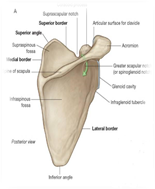 A
Suprascapular notch
Superior border
Articular surface for clavicle
Superior angle
Acromion
Supraspinous
fossa
Medial border
ne of scapula
Greater scapular notch
(or spinoglenoid notch
Glenoid cavity
Infraspinous
fossa
Infraglenoid tubercle
Lateral border
Posterior view
Inferior angle